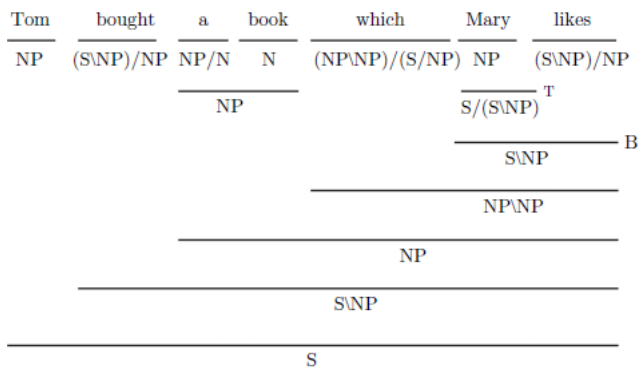 Tom bought a book which Mary likes
NP (S\NP)/NP NP/N N (NP\NP)/(S/NP) NP (S\NP)/NP
NP S/(S\NP) T
S\NP B
NP\NP
NP
S\NP
S